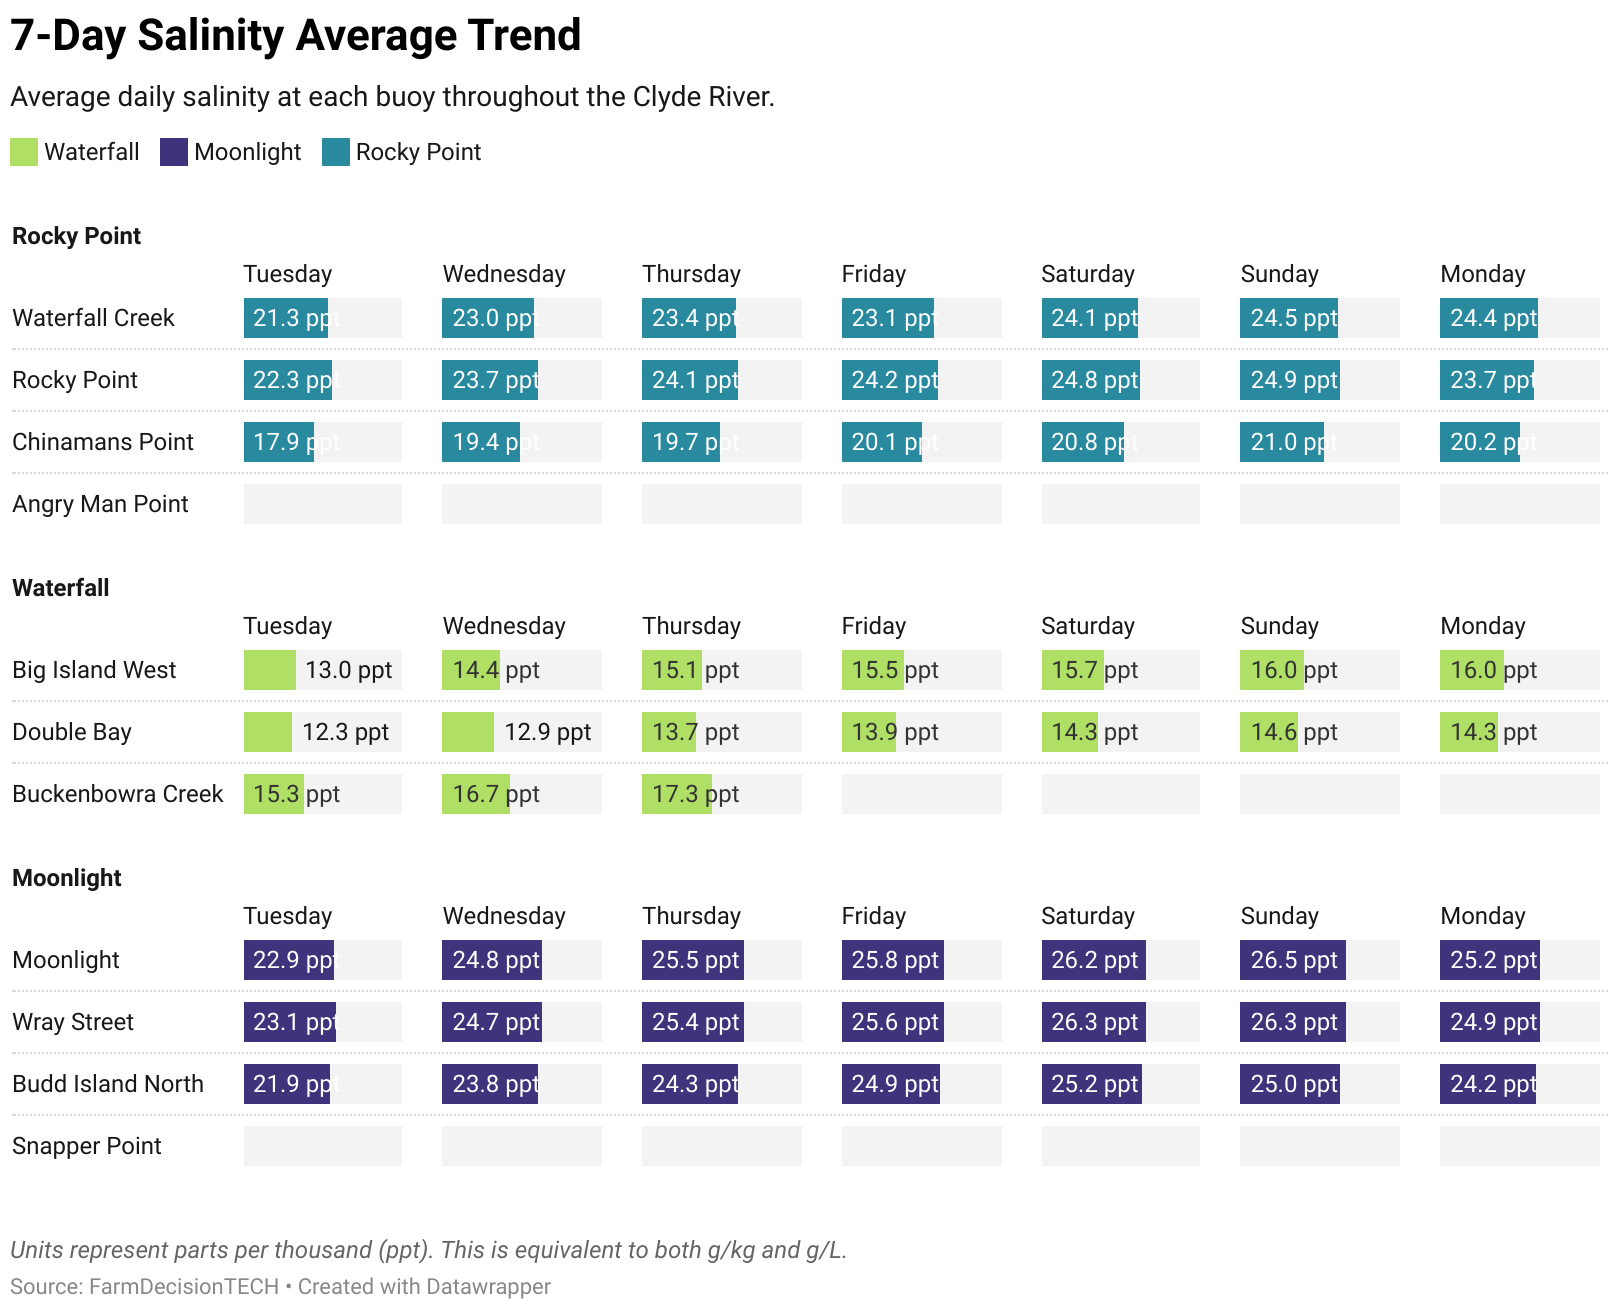 7-Day Salinity Average Trend
Average daily salinity at each buoy throughout the Clyde River.
Waterfall Moonlight Rocky Point
Rocky Point
Tuesday Wednesday Thursday Friday Saturday Sunday Monday
Waterfall Creek 21.3 ppt 23.0 ppt 23.4 ppt 23.1 ppt 24.1 ppt 24.5 ppt 24.4 ppt
Rocky Point 22.3 ppt 23.7 ppt 24.1 ppt 24.2 ppt 24.8 ppt 24.9 ppt 23.7 ppt
Chinamans Point 17.9 ppt 19.4 ppt 19.7 ppt 20.1 ppt 20.8 ppt 21.0 ppt 20.2 ppt
Angry Man Point
Waterfall
Tuesday Wednesday Thursday Friday Saturday Sunday Monday
Big Island West 13.0 ppt 14.4 ppt 15.1 ppt 15.5 ppt 15.7 ppt 16.0 ppt 16.0 ppt
Double Bay 12.3 ppt 12.9 ppt 13.7 ppt 13.9 ppt 14.3 ppt 14.6 ppt 14.3 ppt
Buckenbowra Creek 15.3 ppt 16.7 ppt 17.3 ppt
Moonlight
Tuesday Wednesday Thursday Friday Saturday Sunday Monday
Moonlight 22.9 ppt 24.8 ppt 25.5 ppt 25.8 ppt 26.2 ppt 26.5 ppt 25.2 ppt
Wray Street 23.1 ppt 24.7 ppt 25.4 ppt 25.6 ppt 26.3 ppt 26.3 ppt 24.9 ppt
Budd Island North 21.9 ppt 23.8 ppt 24.3 ppt 24.9 ppt 25.2 ppt 25.0 ppt 24.2 ppt
Snapper Point
Units represent parts per thousand (ppt). This is equivalent to both g/kg and g/L.
Source: FarmDecisionTECH • Created with Datawrapper